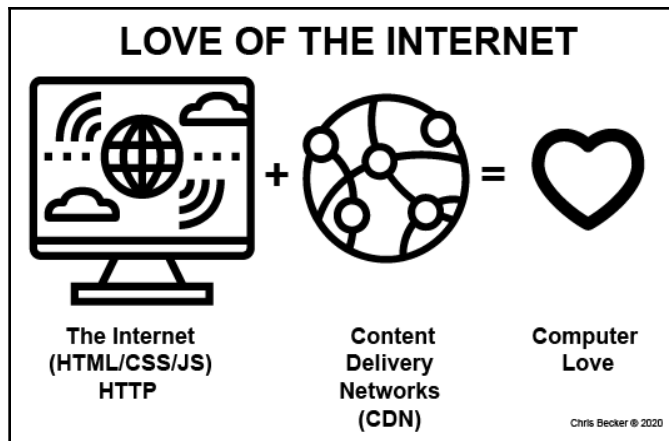 LOVE OF THE INTERNET
+
=
The Internet
(HTML/CSS/JS)
HTTP
Content
Delivery
Networks
(CDN)
Computer
Love
Chris Becker ® 2020